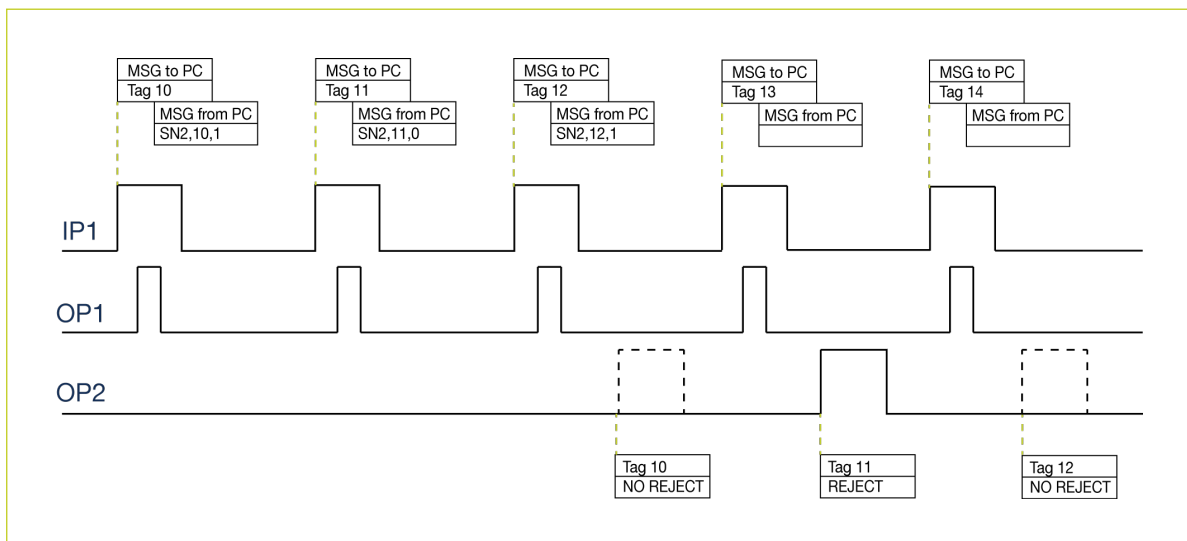 MSG to PC
Tag 10
MSG from PC
SN2,10,1
MSG to PC
Tag 11
MSG from PC
SN2,11,0
MSG to PC
Tag 12
MSG from PC
SN2,12,1
MSG to PC
Tag 13
MSG from PC
MSG to PC
Tag 14
MSG from PC
IP1
OP1
OP2
Tag 10
NO REJECT
Tag 11
REJECT
Tag 12
NO REJECT